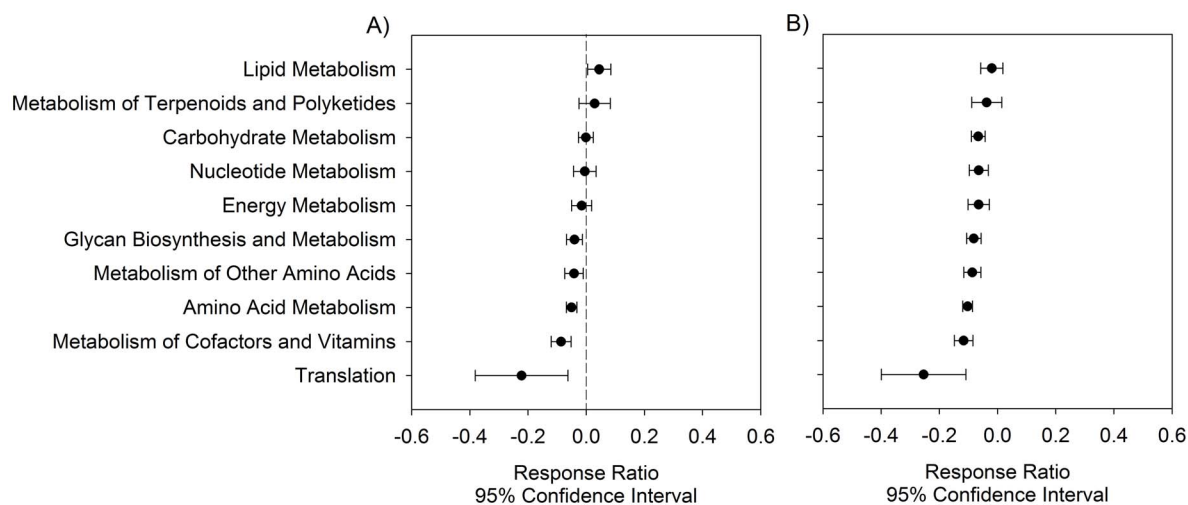 A)
B)
Lipid Metabolism
Metabolism of Terpenoids and Polyketides
Carbohydrate Metabolism
Nucleotide Metabolism
Energy Metabolism
Glycan Biosynthesis and Metabolism
Metabolism of Other Amino Acids
Amino Acid Metabolism
Metabolism of Cofactors and Vitamins
Translation
-0.6 -0.4 -0.2 0.0 0.2 0.4 0.6
Response Ratio
95% Confidence Interval
-0.6 -0.4 -0.2 0.0 0.2 0.4 0.6
Response Ratio
95% Confidence Interval